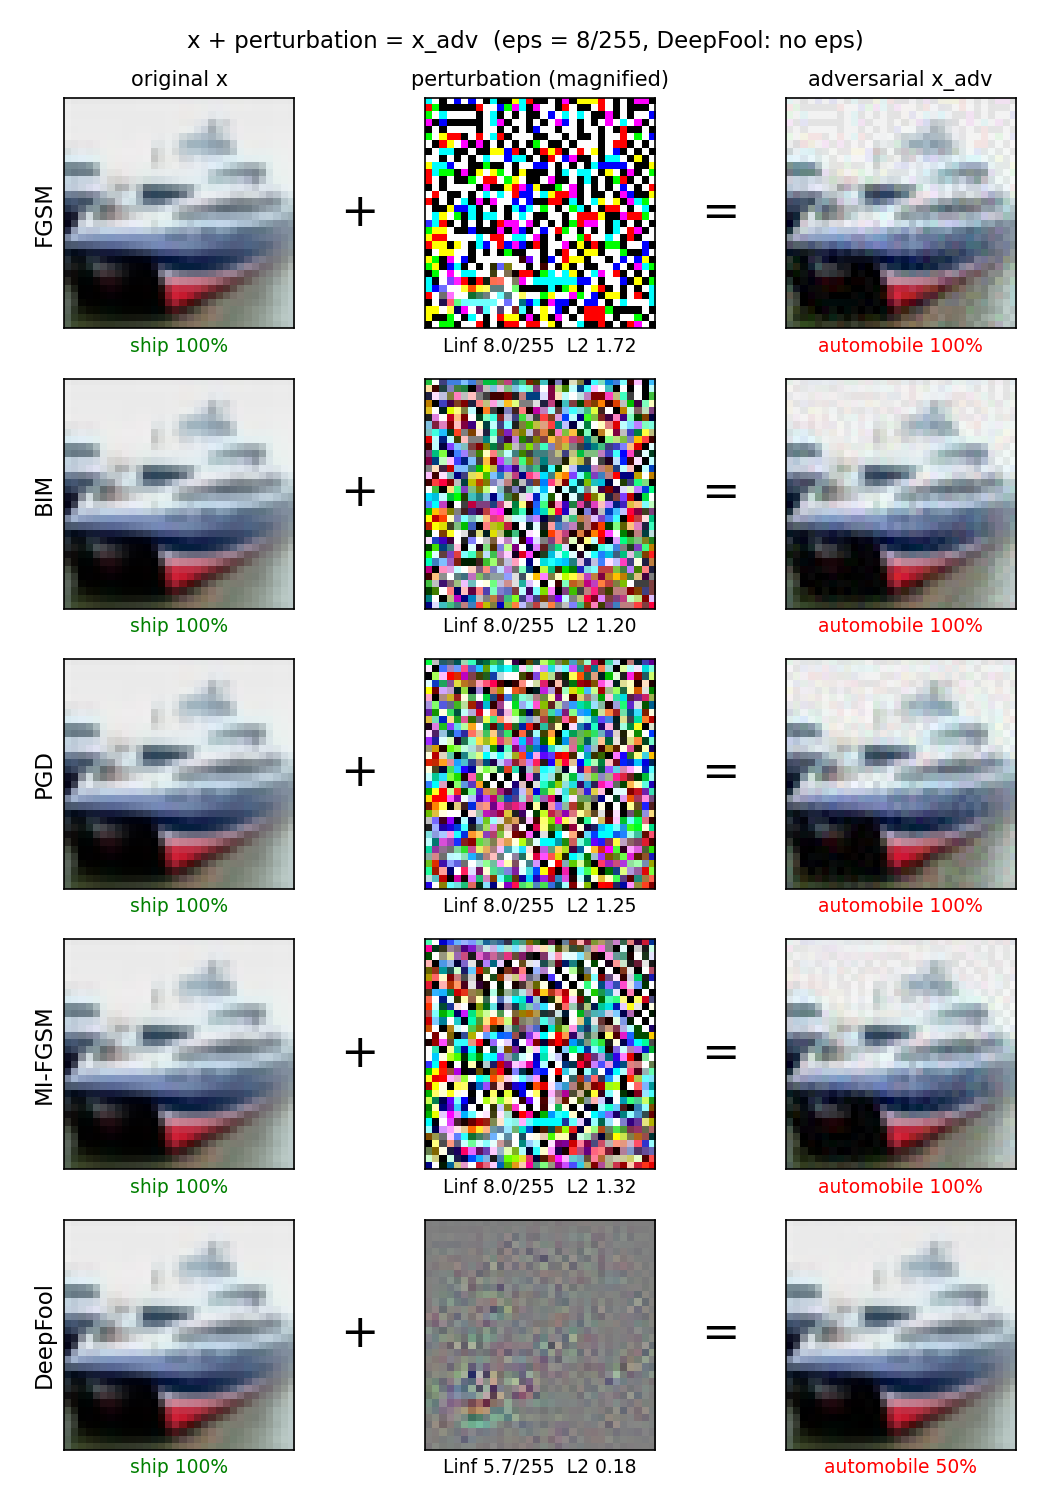 x + perturbation = x_adv  (eps = 8/255, DeepFool: no eps)
original x
perturbation (magnified)
adversarial x_adv
FGSM
+
=
ship 100%
Linf 8.0/255  L2 1.72
automobile 100%
BIM
+
=
ship 100%
Linf 8.0/255  L2 1.20
automobile 100%
PGD
+
=
ship 100%
Linf 8.0/255  L2 1.25
automobile 100%
MI-FGSM
+
=
ship 100%
Linf 8.0/255  L2 1.32
automobile 100%
DeepFool
+
=
ship 100%
Linf 5.7/255  L2 0.18
automobile 50%